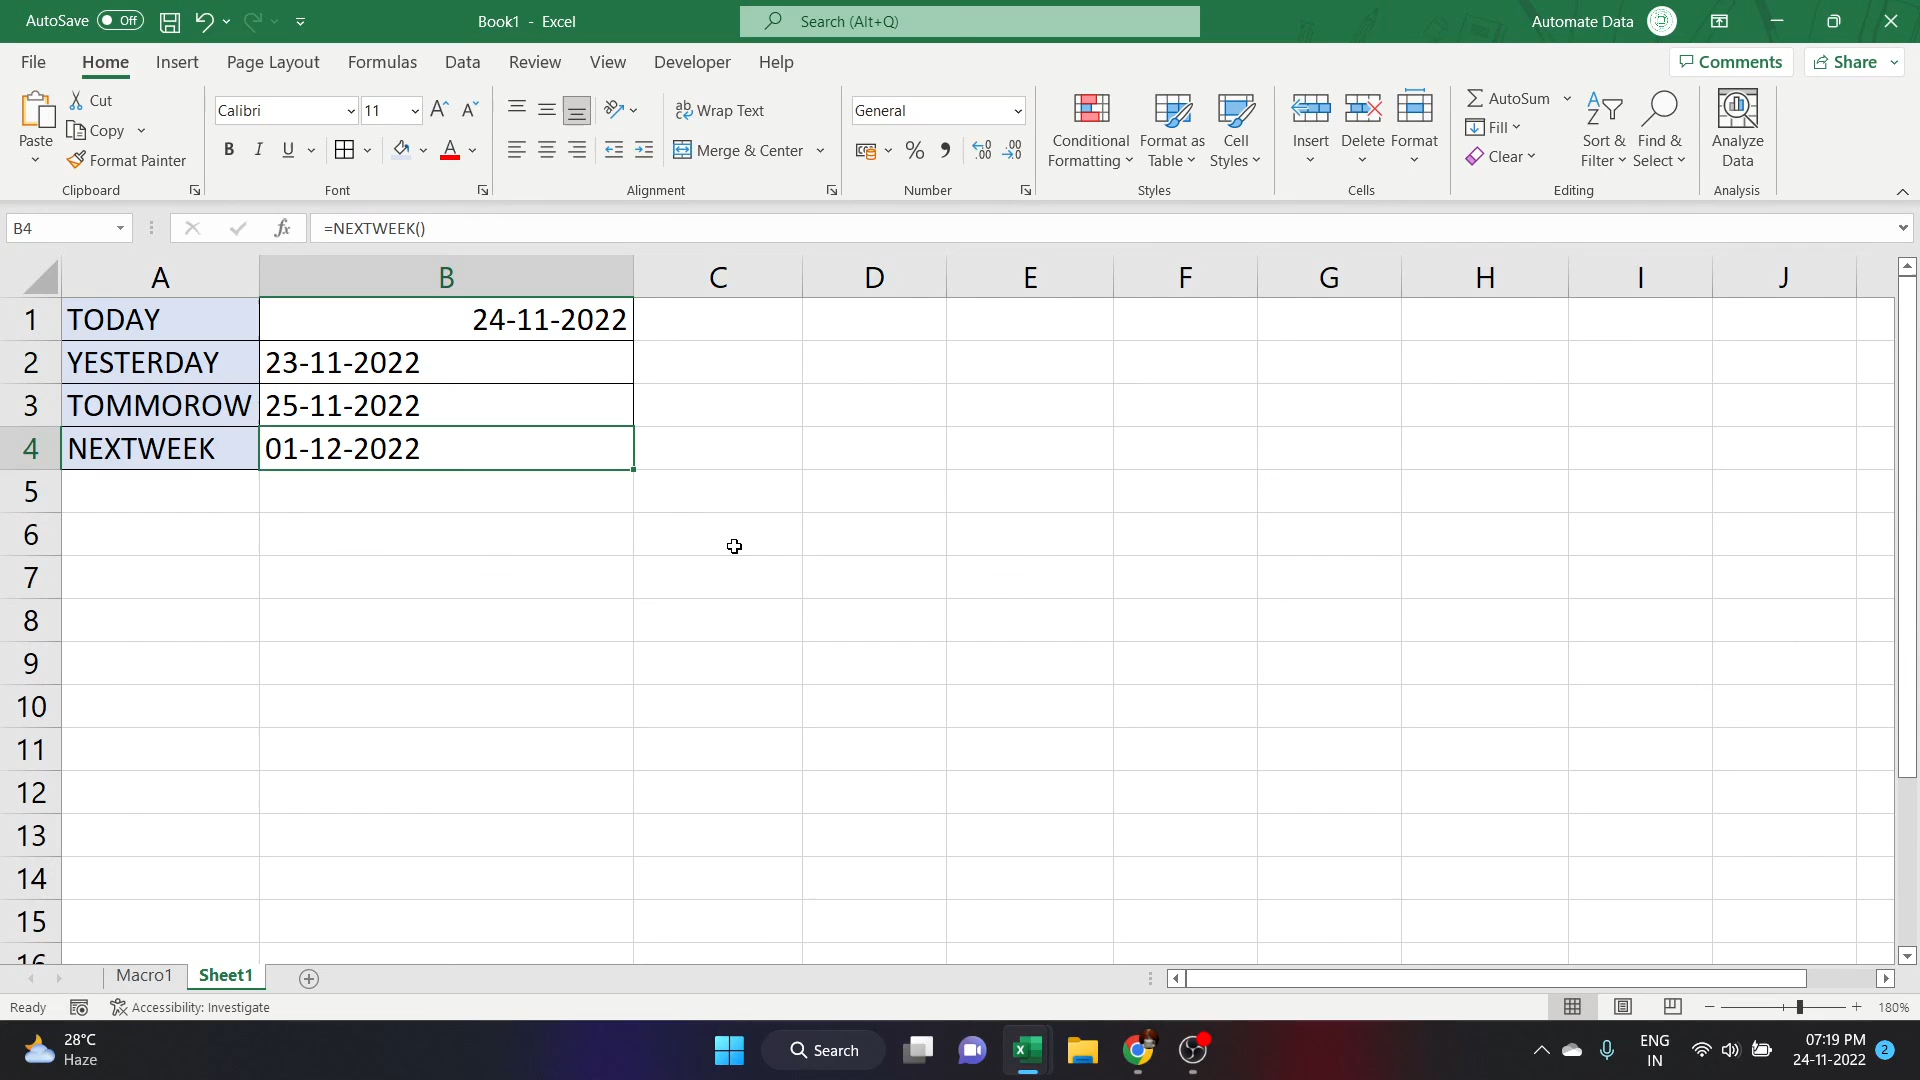 AutoSave Off
Book1 - Excel
Search (Alt+Q)
Automate Data
File Home Insert Page Layout Formulas Data Review View Developer Help
Comments Share
Paste Cut Copy Format Painter
Calibri 11
B I U A
Wrap Text
Merge & Center
General
% 
Conditional Formatting
Format as Table
Cell Styles
Insert Delete Format
AutoSum
Fill
Clear
Sort & Filter
Find & Select
Analyze Data
Clipboard Font Alignment Number Styles Cells Editing Analysis
B4 fx =NEXTWEEK()
A B C D E F G H I J
1 TODAY 24-11-2022
2 YESTERDAY 23-11-2022
3 TOMMOROW 25-11-2022
4 NEXTWEEK 01-12-2022
5
6
7
8
9
10
11
12
13
14
15
16
Macro1 Sheet1
Ready Accessibility: Investigate 180%
28°C
Haze
Search
ENG
IN
07:19 PM
24-11-2022
2